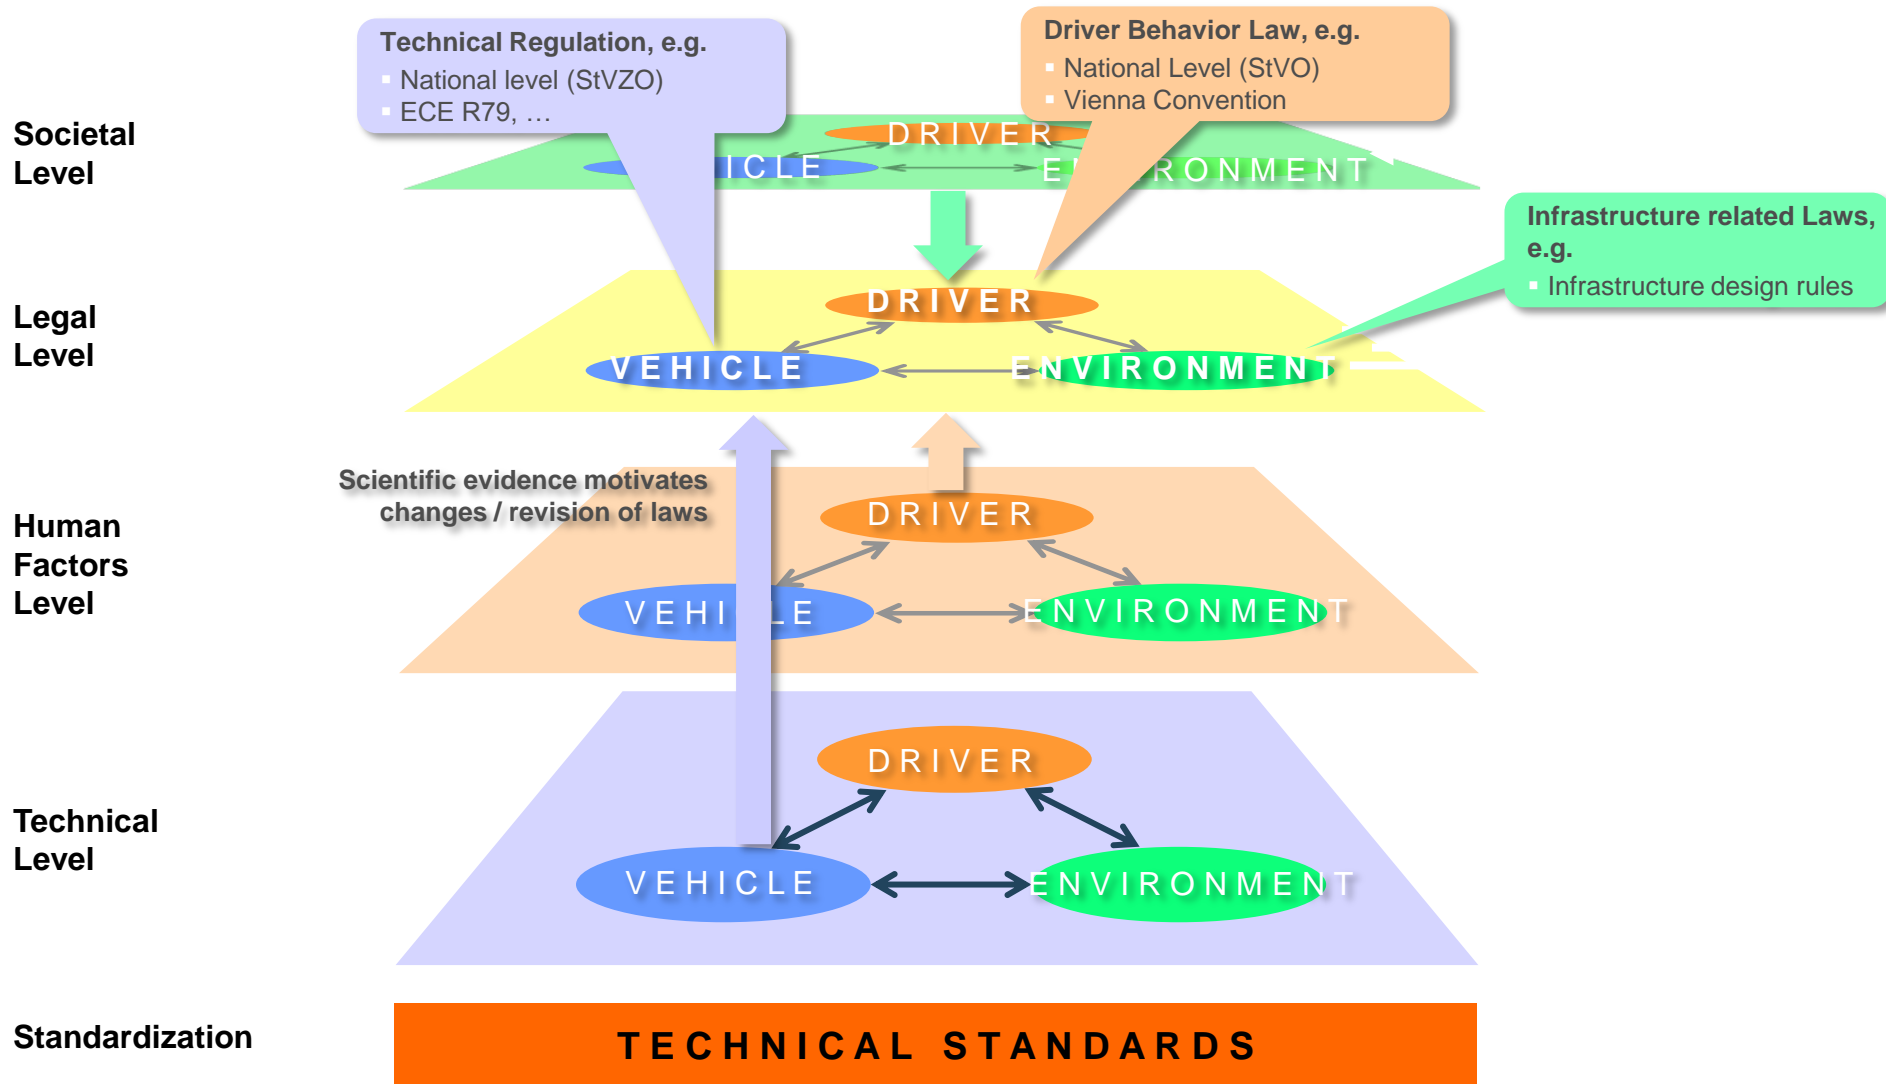 Technical Regulation, e.g.
National level (StVZO)
ECE R79, …
Driver Behavior Law, e.g.
National Level (StVO)
Vienna Convention
Societal
Level
DRIVER
ICLE
ENVIRONMENT
Infrastructure related Laws,
e.g.
Infrastructure design rules
Legal
Level
DRIVER
VEHICLE
ENVIRONMENT
Scientific evidence motivates
changes / revision of laws
Human
Factors
Level
DRIVER
VEHICLE
ENVIRONMENT
Technical
Level
DRIVER
VEHICLE
ENVIRONMENT
Standardization
TECHNICAL STANDARDS